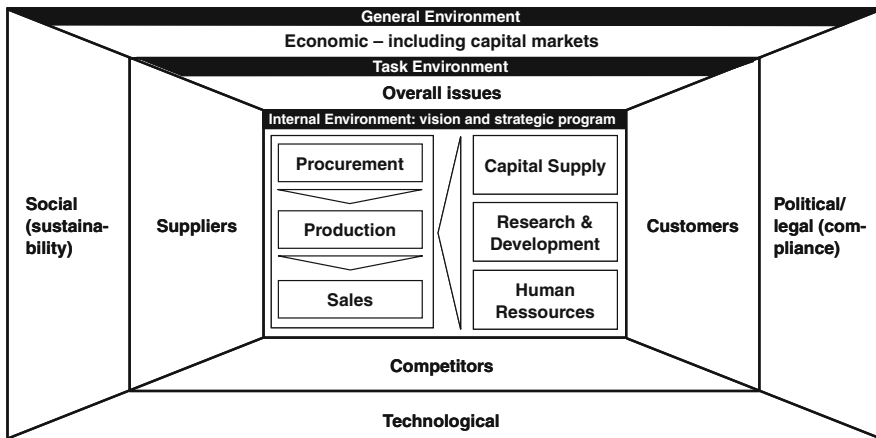 General Environment
Economic – including capital markets
Task Environment
Overall issues
Internal Environment: vision and strategic program
Procurement
Production
Sales
Capital Supply
Research &
Development
Human
Ressources
Social
(sustaina-
bility)
Suppliers
Customers
Political/
legal (com-
pliance)
Competitors
Technological